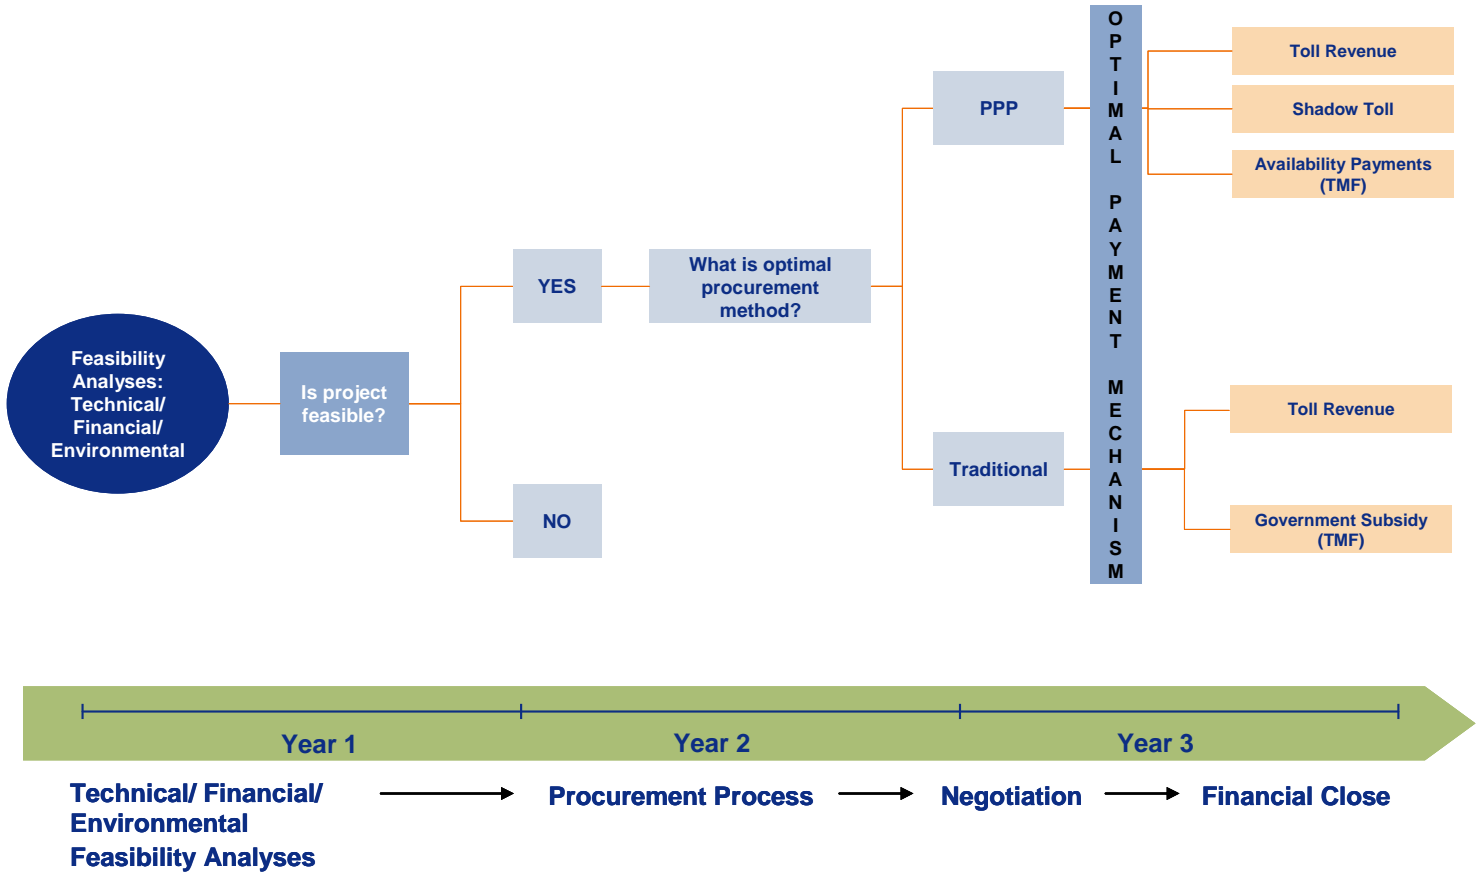 Feasibility
Analyses:
Technical/
Financial/
Environmental
Is project
feasible?
YES
NO
What is optimal
procurement
method?
PPP
Traditional
OPTIMAL PAYMENT MECHANISM
Toll Revenue
Shadow Toll
Availability Payments
(TMF)
Toll Revenue
Government Subsidy
(TMF)
Year 1
Year 2
Year 3
Technical/ Financial/
Environmental
Feasibility Analyses
Procurement Process
Negotiation
Financial Close